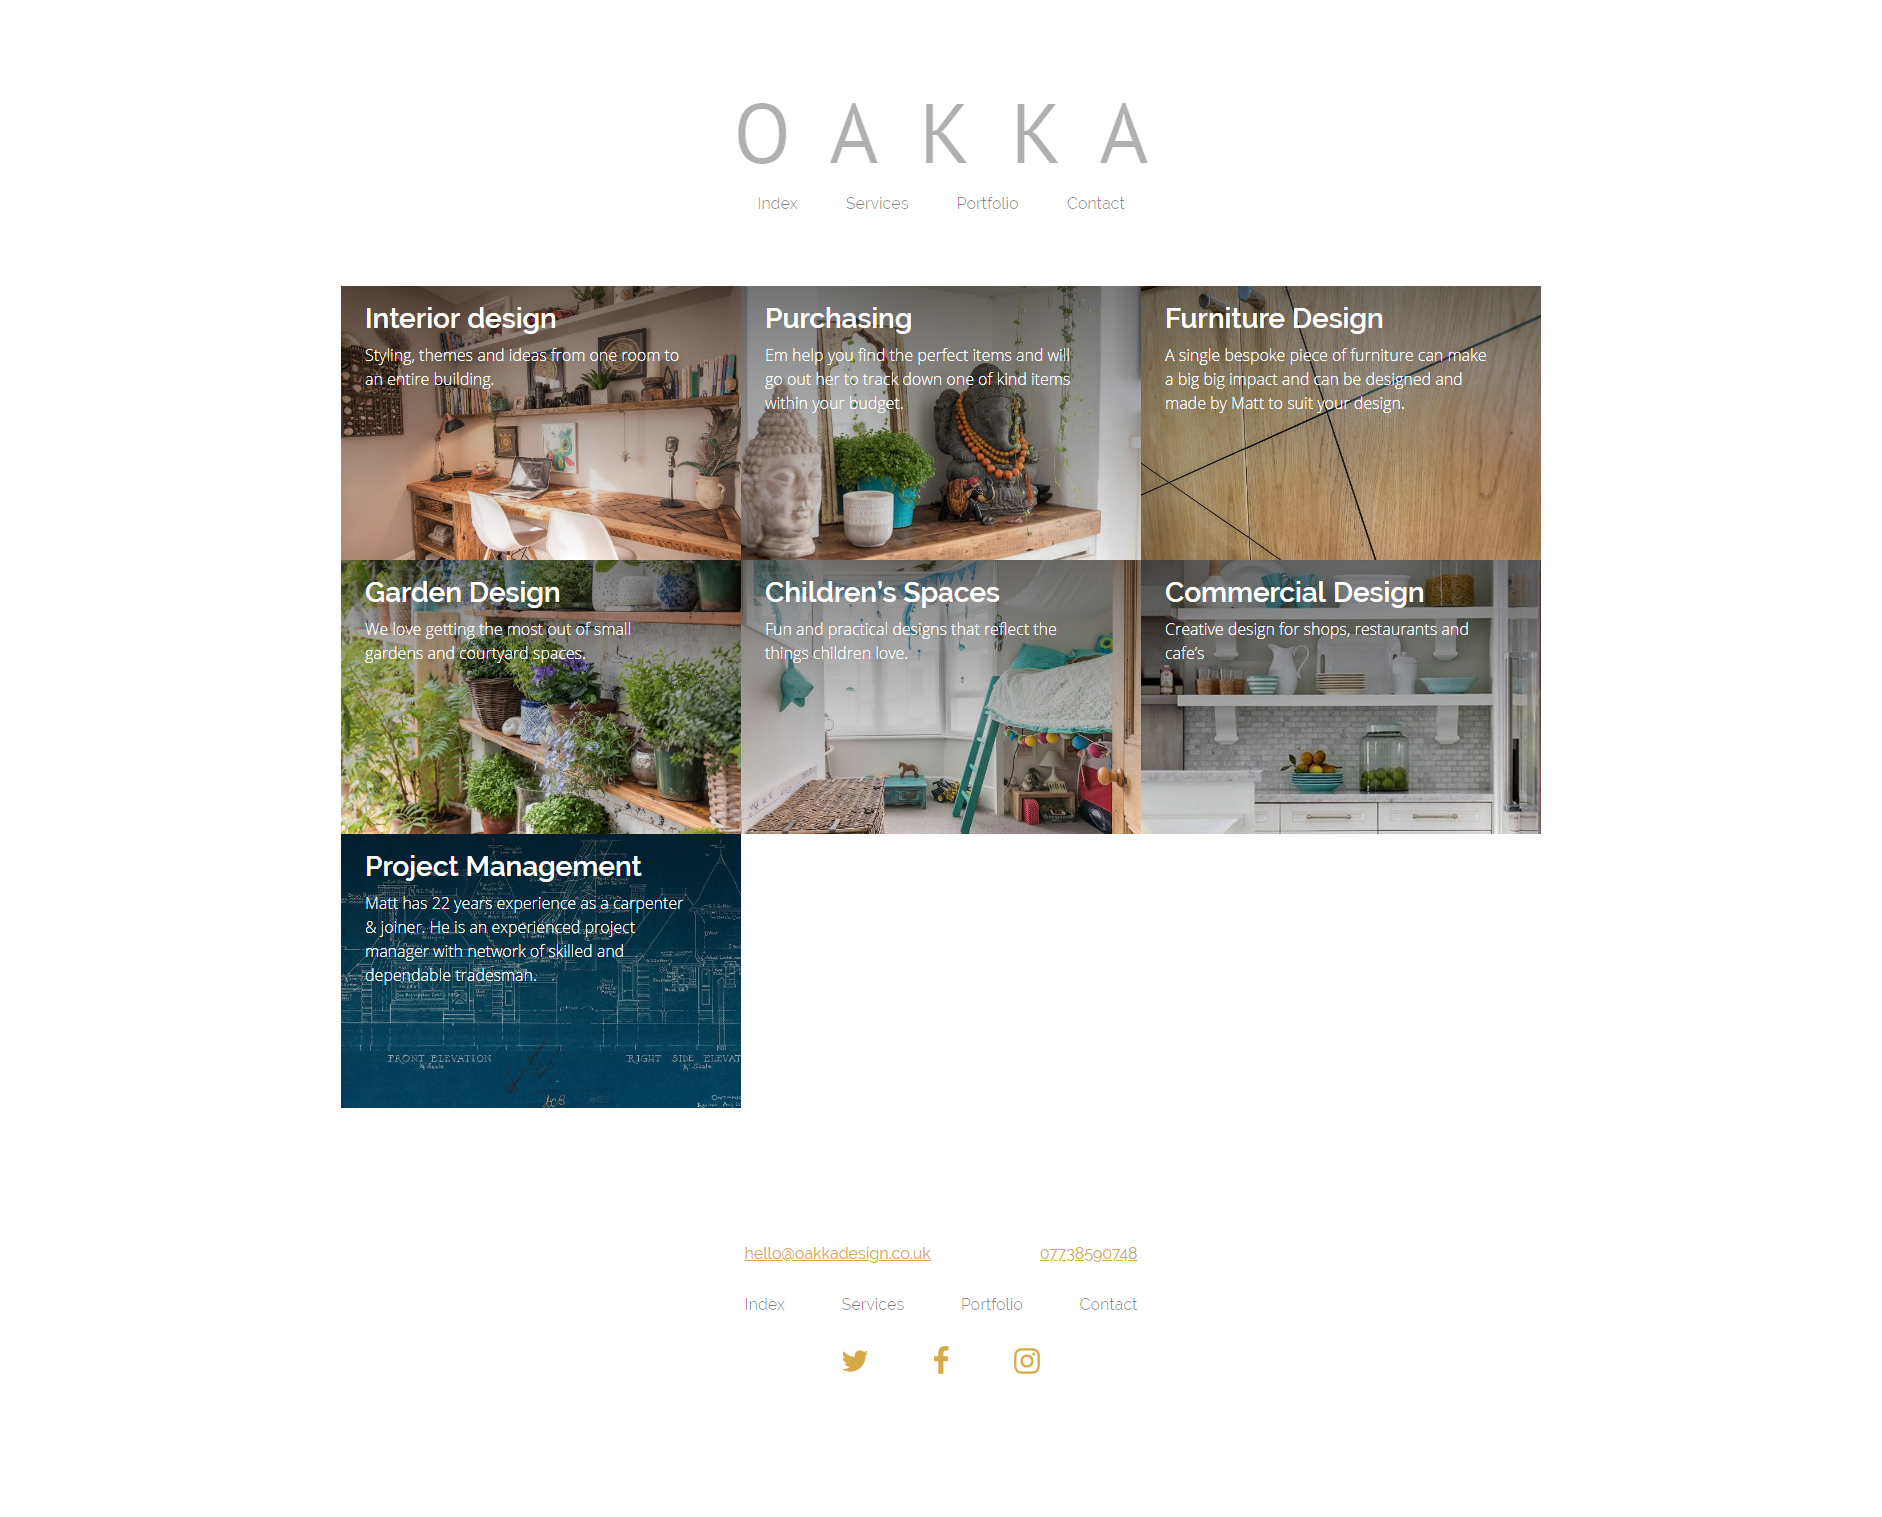 OAKKA
Index Services Portfolio Contact
Interior design
Styling, themes and ideas from one room to
an entire building.
Purchasing
Em help you find the perfect items and will
go out her to track down one of kind items
within your budget.
Furniture Design
A single bespoke piece of furniture can make
a big big impact and can be designed and
made by Matt to suit your design.
Garden Design
We love getting the most out of small
gardens and courtyard spaces.
Children’s Spaces
Fun and practical designs that reflect the
things children love.
Commercial Design
Creative design for shops, restaurants and
cafe’s
Project Management
Matt has 22 years experience as a carpenter
& joiner. He is an experienced project
manager with network of skilled and
dependable tradesman.
FRONT ELEVATION
RIGHT SIDE ELEVAT
hello@oakkadesign.co.uk 07738590748
Index Services Portfolio Contact